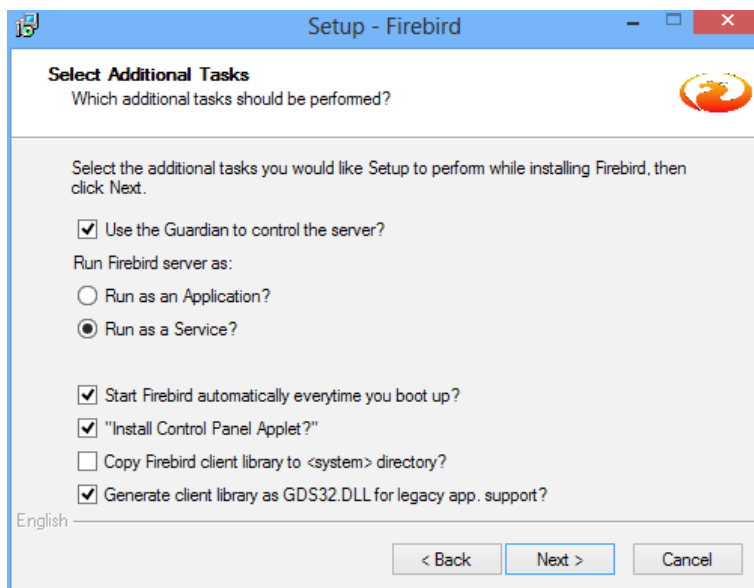 Setup - Firebird
Select Additional Tasks
Which additional tasks should be performed?
Select the additional tasks you would like Setup to perform while installing Firebird, then
click Next.
Use the Guardian to control the server?
Run Firebird server as:
Run as an Application?
Run as a Service?
Start Firebird automatically everytime you boot up?
"Install Control Panel Applet?"
Copy Firebird client library to <system> directory?
Generate client library as GDS32.DLL for legacy app. support?
English
< Back Next > Cancel